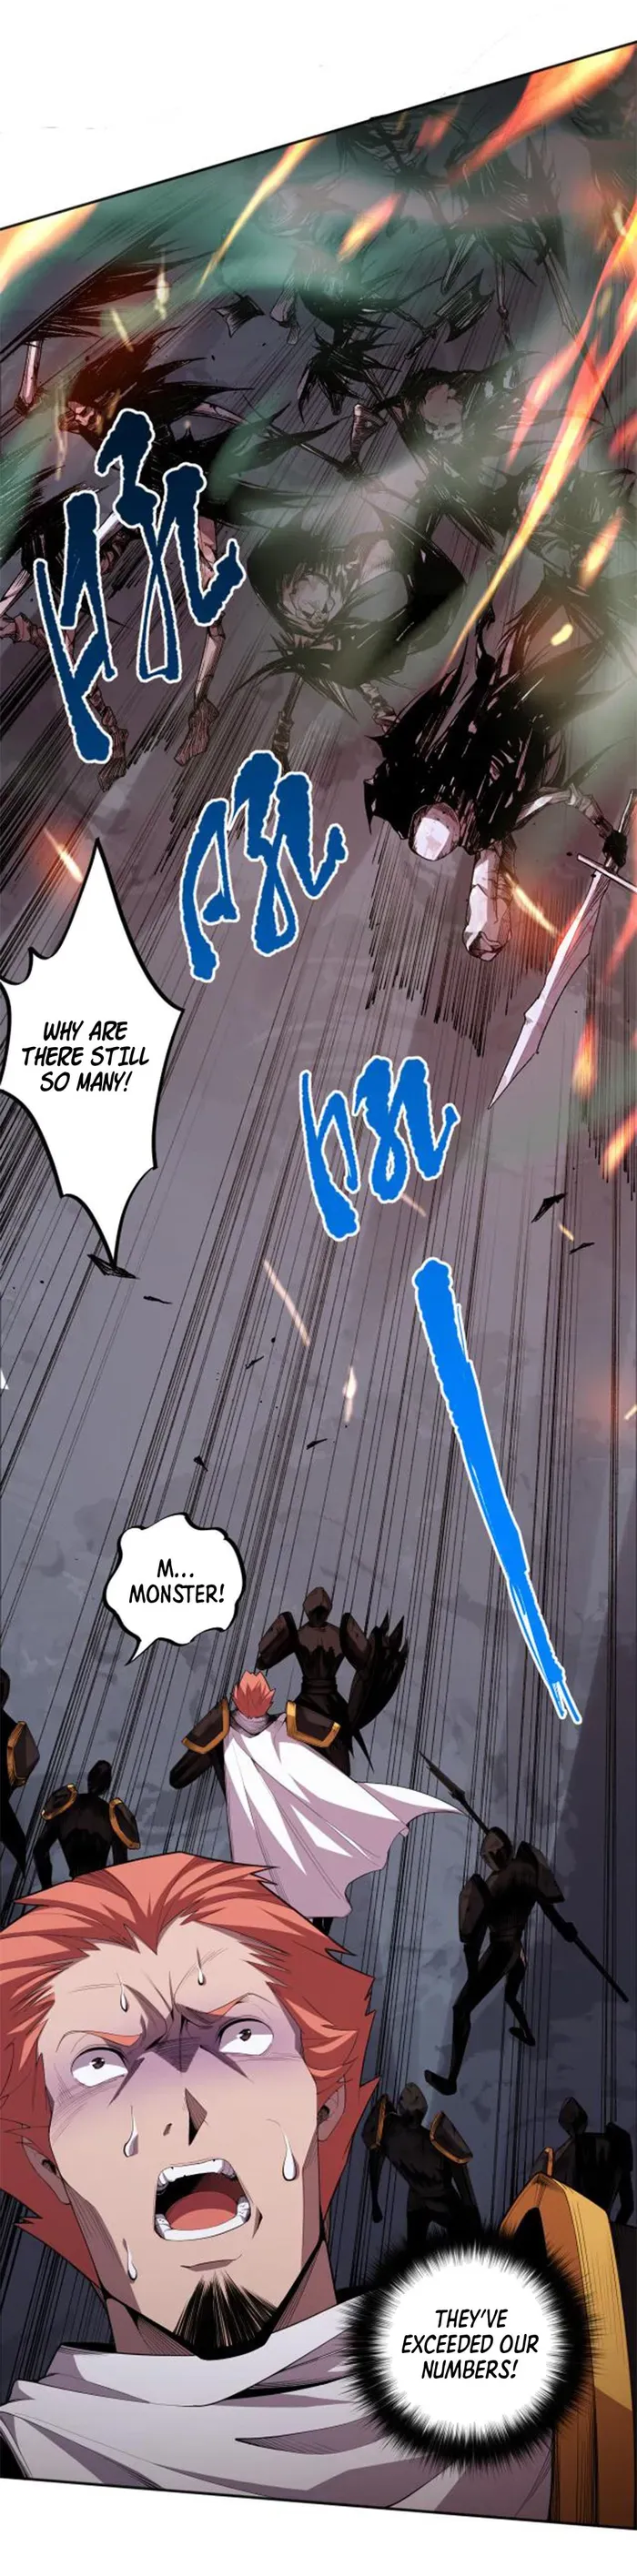 WHY ARE
THERE STILL
SO MANY!
M...
MONSTER!
THEY'VE
EXCEEDED OUR
NUMBERS!